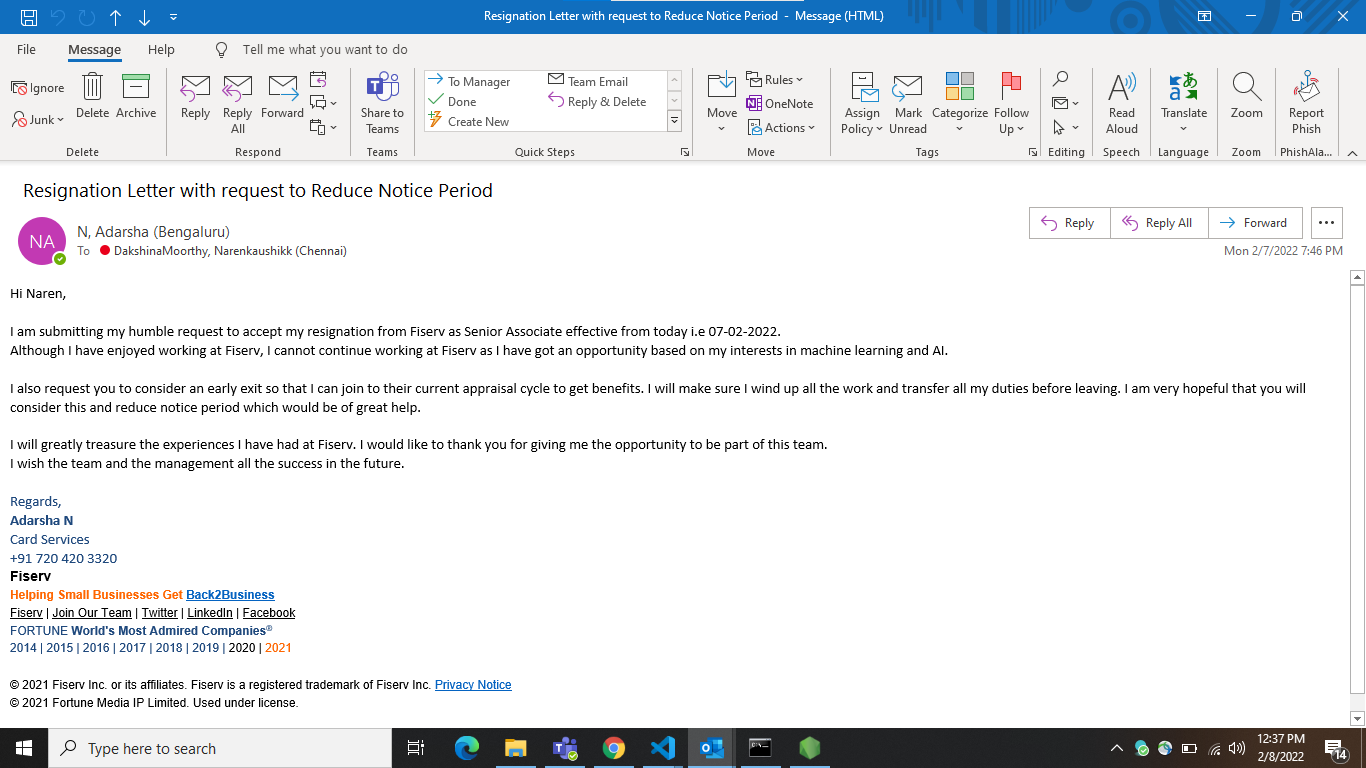 Resignation Letter with request to Reduce Notice Period - Message (HTML)
File Message Help Tell me what you want to do
Ignore
Junk
Delete
Archive
Delete
Reply
Reply All
Forward
Respond
Share to Teams
Teams
To Manager
Team Email
Done
Reply & Delete
Create New
Quick Steps
Move
Rules
OneNote
Actions
Move
Assign Policy
Mark Unread
Categorize
Follow Up
Tags
Editing
Read Aloud
Speech
Translate
Language
Zoom
Zoom
Report Phish
PhishAla...
Resignation Letter with request to Reduce Notice Period
NA
N, Adarsha (Bengaluru)
To DakshinaMoorthy, Narenkaushikk (Chennai)
Reply Reply All Forward
Mon 2/7/2022 7:46 PM
Hi Naren,
I am submitting my humble request to accept my resignation from Fiserv as Senior Associate effective from today i.e 07-02-2022.
Although I have enjoyed working at Fiserv, I cannot continue working at Fiserv as I have got an opportunity based on my interests in machine learning and AI.
I also request you to consider an early exit so that I can join to their current appraisal cycle to get benefits. I will make sure I wind up all the work and transfer all my duties before leaving. I am very hopeful that you will
consider this and reduce notice period which would be of great help.
I will greatly treasure the experiences I have had at Fiserv. I would like to thank you for giving me the opportunity to be part of this team.
I wish the team and the management all the success in the future.
Regards,
Adarsha N
Card Services
+91 720 420 3320
Fiserv
Helping Small Businesses Get Back2Business
Fiserv | Join Our Team | Twitter | LinkedIn | Facebook
FORTUNE World's Most Admired Companies®
2014 | 2015 | 2016 | 2017 | 2018 | 2019 | 2020 | 2021
© 2021 Fiserv Inc. or its affiliates. Fiserv is a registered trademark of Fiserv Inc. Privacy Notice
© 2021 Fortune Media IP Limited. Used under license.
Type here to search
12:37 PM
2/8/2022
14